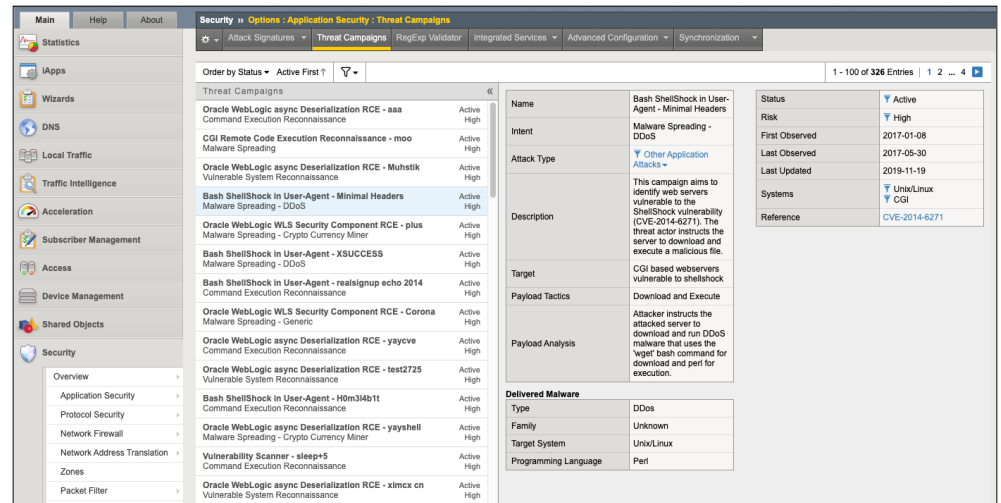 Main Help About
Security » Options : Application Security : Threat Campaigns
Attack Signatures Threat Campaigns RegExp Validator Integrated Services Advanced Configuration Synchronization
Statistics
iApps
Wizards
DNS
Local Traffic
Traffic Intelligence
Acceleration
Subscriber Management
Access
Device Management
Shared Objects
Security
Overview
Application Security
Protocol Security
Network Firewall
Network Address Translation
Zones
Packet Filter
Order by Status Active First ↑
1 - 100 of 326 Entries | 1 2 ... 4
Threat Campaigns «
Oracle WebLogic async Deserialization RCE - aaa Active
Command Execution Reconnaissance High
CGI Remote Code Execution Reconnaissance - moo Active
Malware Spreading High
Oracle WebLogic async Deserialization RCE - Muhstik Active
Vulnerable System Reconnaissance High
Bash ShellShock in User-Agent - Minimal Headers Active
Malware Spreading - DDoS High
Oracle WebLogic WLS Security Component RCE - plus Active
Malware Spreading - Crypto Currency Miner High
Bash ShellShock in User-Agent - XSUCCESS Active
Malware Spreading - DDoS High
Bash ShellShock in User-Agent - realsignup echo 2014 Active
Command Execution Reconnaissance High
Oracle WebLogic WLS Security Component RCE - Corona Active
Malware Spreading - Generic High
Oracle WebLogic async Deserialization RCE - yaycve Active
Command Execution Reconnaissance High
Oracle WebLogic async Deserialization RCE - test2725 Active
Vulnerable System Reconnaissance High
Bash ShellShock in User-Agent - H0m3l4b1t Active
Command Execution Reconnaissance High
Oracle WebLogic async Deserialization RCE - yayshell Active
Malware Spreading - Crypto Currency Miner High
Vulnerability Scanner - sleep+5 Active
Command Execution Reconnaissance High
Oracle WebLogic async Deserialization RCE - ximcx cn Active
Vulnerable System Reconnaissance High
Name
Bash ShellShock in User-
Agent - Minimal Headers
Intent
Malware Spreading -
DDoS
Attack Type
Other Application
Attacks
Description
This campaign aims to
identify web servers
vulnerable to the
ShellShock vulnerability
(CVE-2014-6271). The
threat actor instructs the
server to download and
execute a malicious file.
Target
CGI based webservers
vulnerable to shellshock
Payload Tactics Download and Execute
Payload Analysis
Attacker instructs the
attacked server to
download and run DDoS
malware that uses the
'wget' bash command for
download and perl for
execution.
Delivered Malware
Type DDos
Family Unknown
Target System Unix/Linux
Programming Language Perl
Status Active
Risk High
First Observed 2017-01-08
Last Observed 2017-05-30
Last Updated 2019-11-19
Systems
Unix/Linux
CGI
Reference CVE-2014-6271